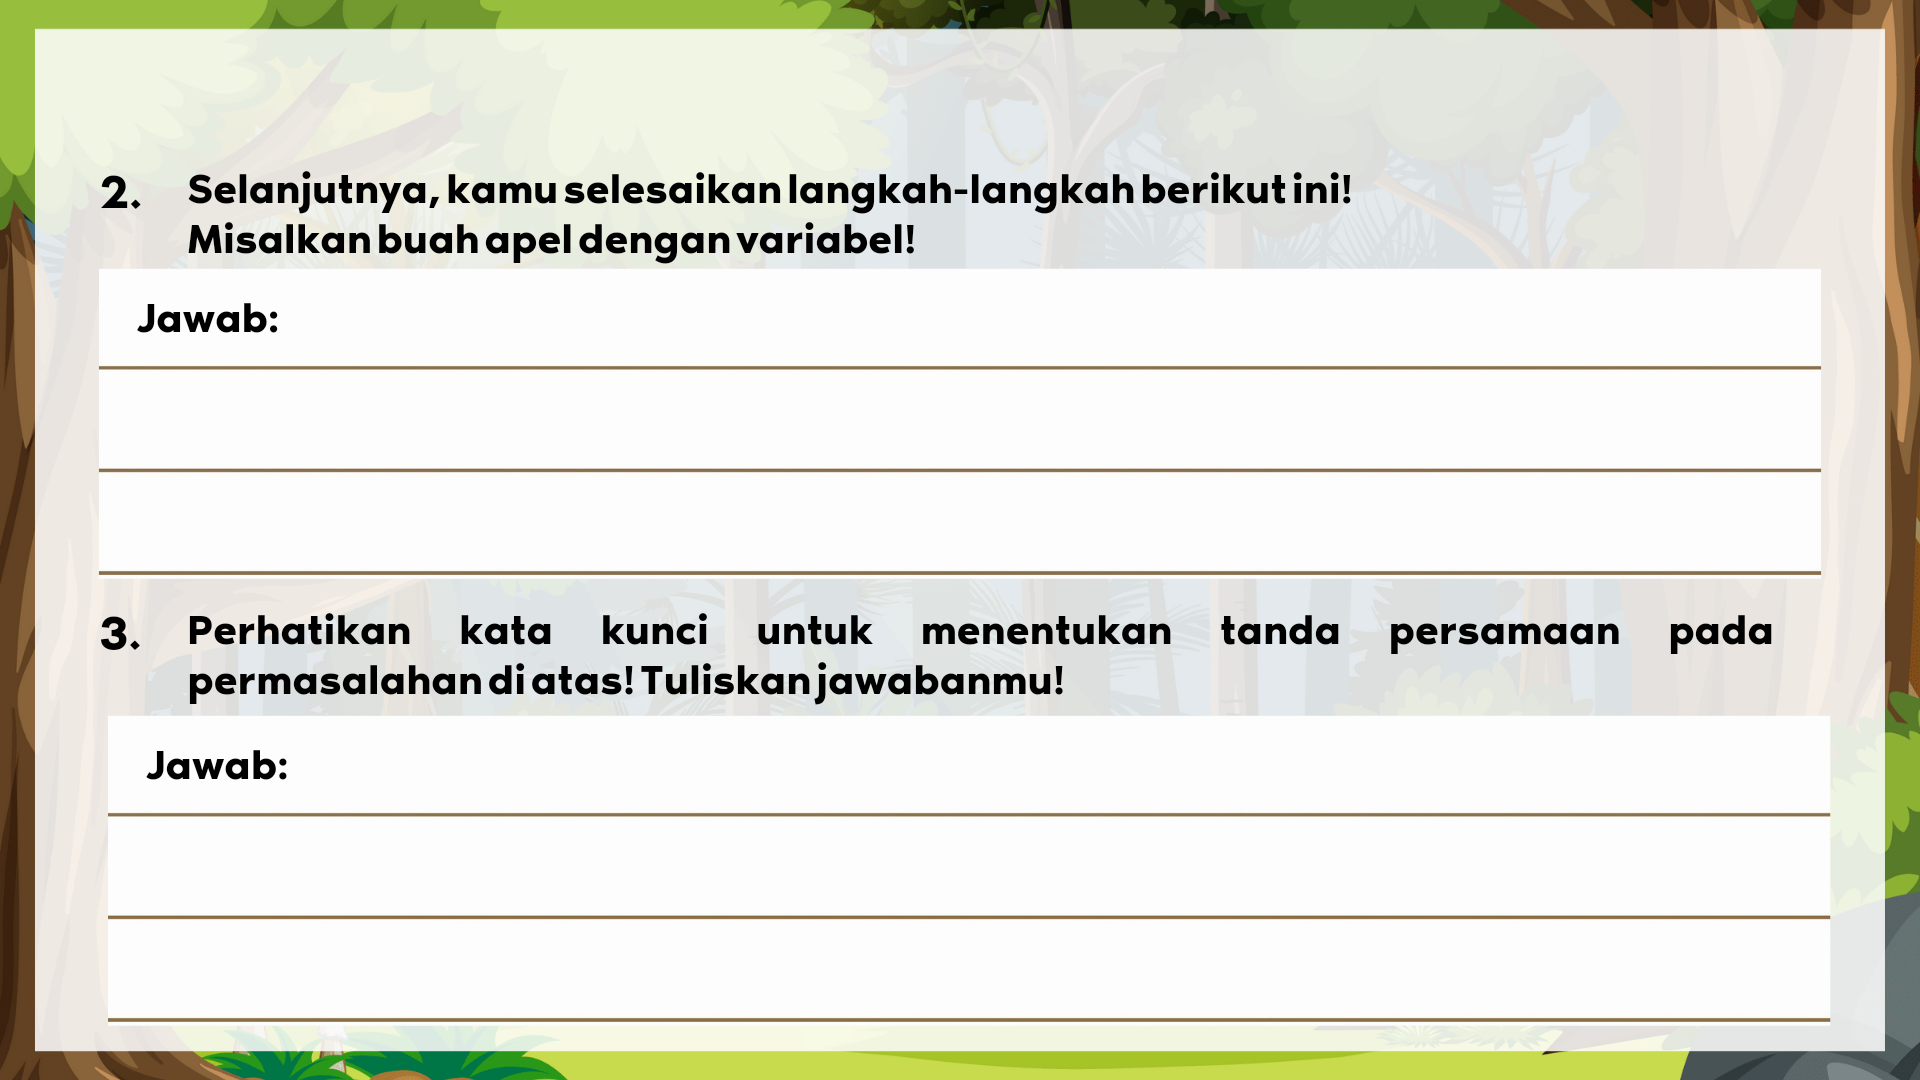 2. Selanjutnya, kamu selesaikan langkah-langkah berikut ini!
Misalkan buah apel dengan variabel!
Jawab:
3. Perhatikan kata kunci untuk menentukan tanda persamaan pada
permasalahan di atas! Tuliskan jawabanmu!
Jawab: